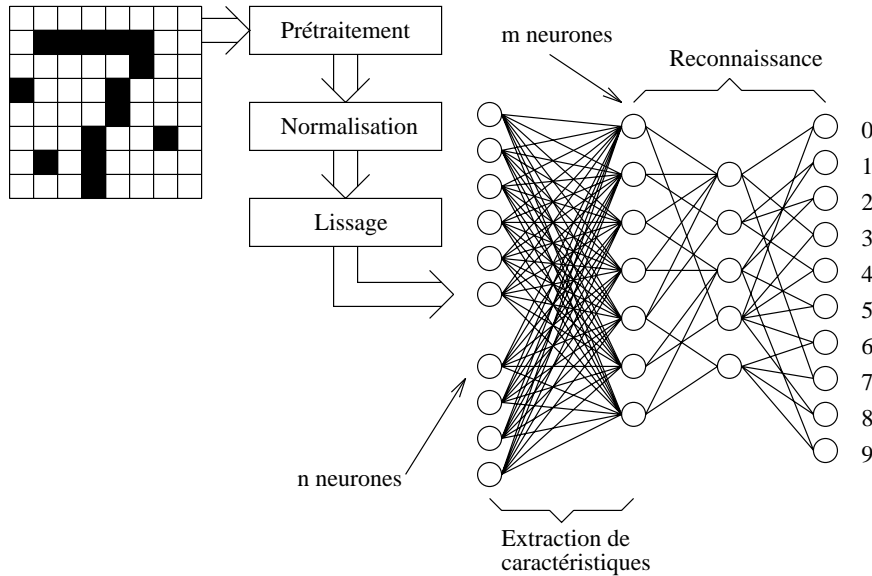 Prétraitement
Normalisation
Lissage
m neurones
Reconnaissance
0
1
2
3
4
5
6
7
8
9
n neurones
Extraction de
caractéristiques